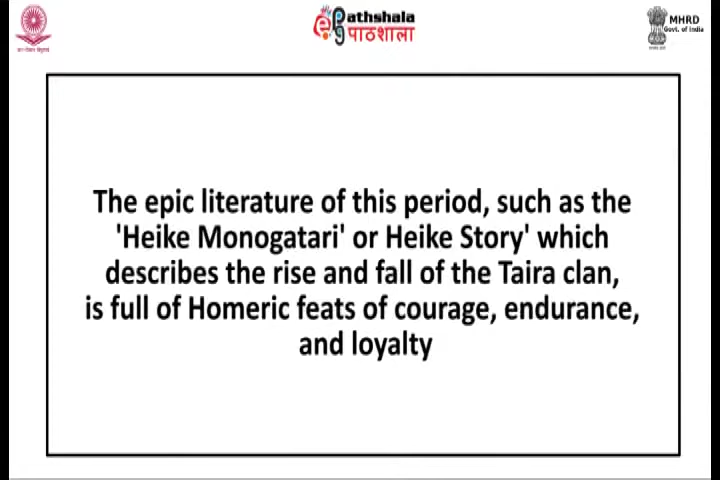 ePathshala
पाठशाला
MHRD
Govt. of India
The epic literature of this period, such as the
'Heike Monogatari' or Heike Story' which
describes the rise and fall of the Taira clan,
is full of Homeric feats of courage, endurance,
and loyalty